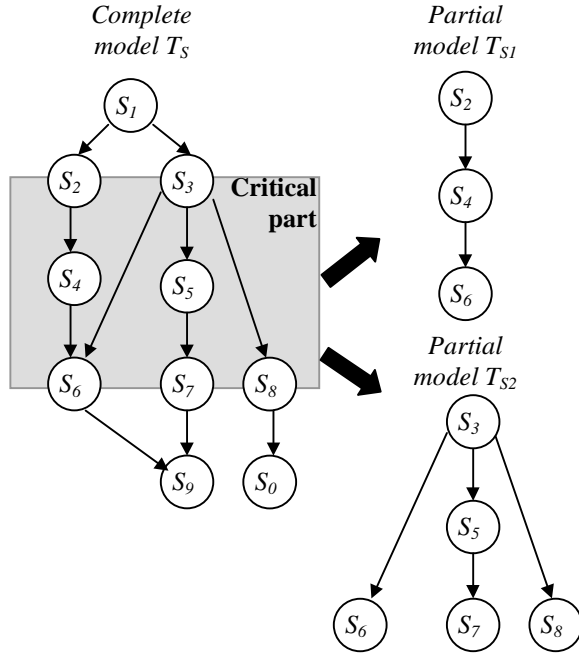 Complete
model T_S
Partial
model T_S1
S_1
S_2
S_2
S_3
Critical
part
S_4
S_4
S_5
S_6
S_6
S_7
S_8
Partial
model T_S2
S_3
S_9
S_0
S_5
S_6
S_7
S_8